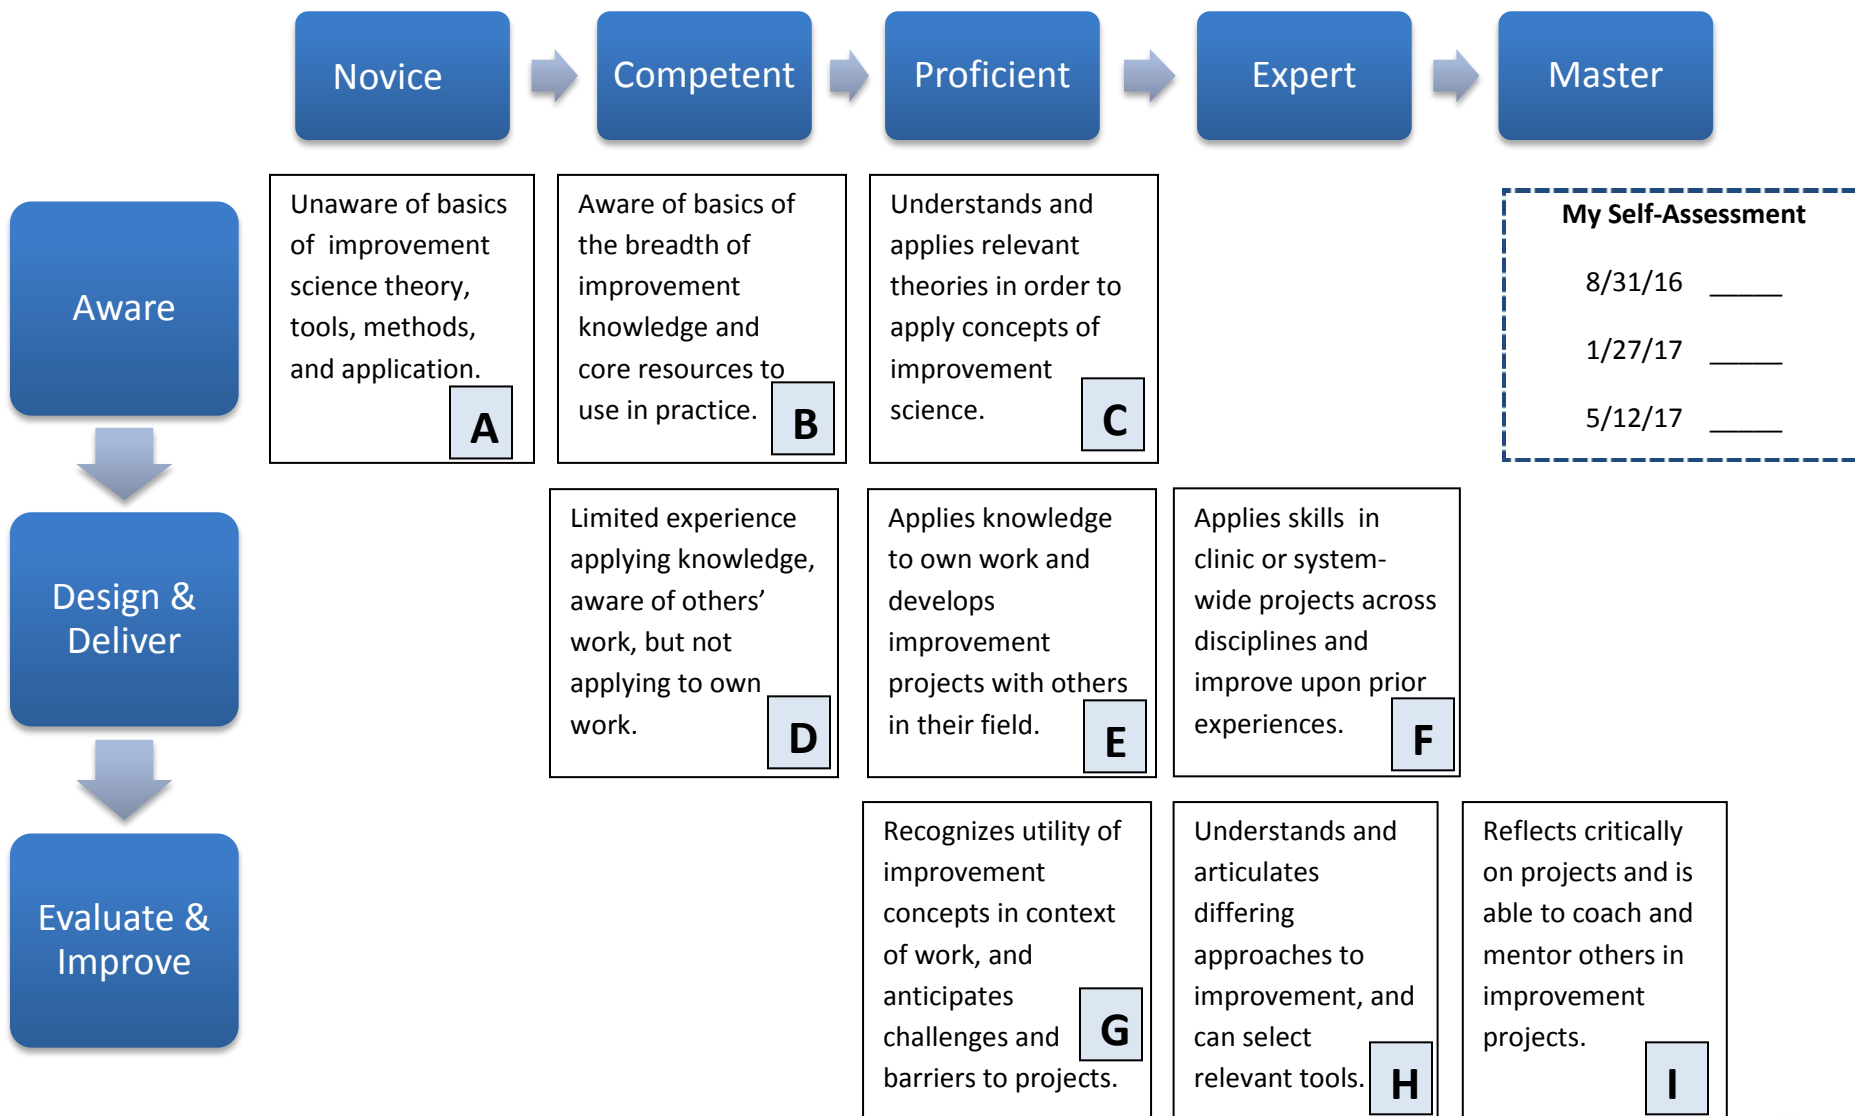 Novice
Competent
Proficient
Expert
Master
Aware
Unaware of basics
of  improvement
science theory,
tools, methods,
and application.
A
Aware of basics of
the breadth of
improvement
knowledge and
core resources to
use in practice.
B
Understands and
applies relevant
theories in order to
apply concepts of
improvement
science.
C
My Self-Assessment
8/31/16 _____
1/27/17 _____
5/12/17 _____
Design &
Deliver
Limited experience
applying knowledge,
aware of others’
work, but not
applying to own
work.
D
Applies knowledge
to own work and
develops
improvement
projects with others
in their field.
E
Applies skills  in
clinic or system-
wide projects across
disciplines and
improve upon prior
experiences.
F
Evaluate &
Improve
Recognizes utility of
improvement
concepts in context
of work, and
anticipates
challenges and
barriers to projects.
G
Understands and
articulates
differing
approaches to
improvement, and
can select
relevant tools.
H
Reflects critically
on projects and is
able to coach and
mentor others in
improvement
projects.
I